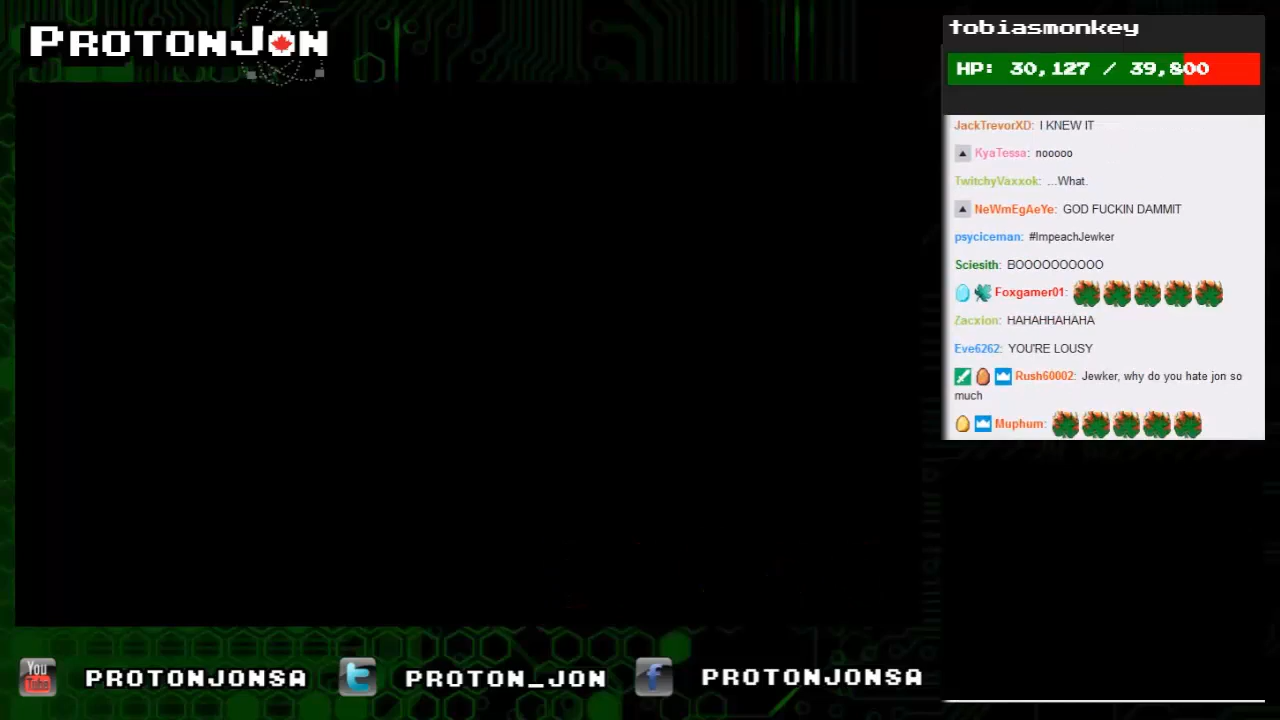 PROTONJON
tobiasmonkey
HP: 30,127 / 39,800
JackTrevorXD: I KNEW IT
KyaTessa: nooooo
TwitchyVaxxok: ...What.
NeWmEgAeYe: GOD FUCKIN DAMMIT
psyciceman: #ImpeachJewker
Sciesith: BOOOOOOOOOO
Foxgamer01:
Zacxion: HAHAHHAHAHA
Eve6262: YOU'RE LOUSY
Rush60002: Jewker, why do you hate jon so
much
Muphum:
You Tube PROTONJONSA PROTON_JON PROTONJONSA